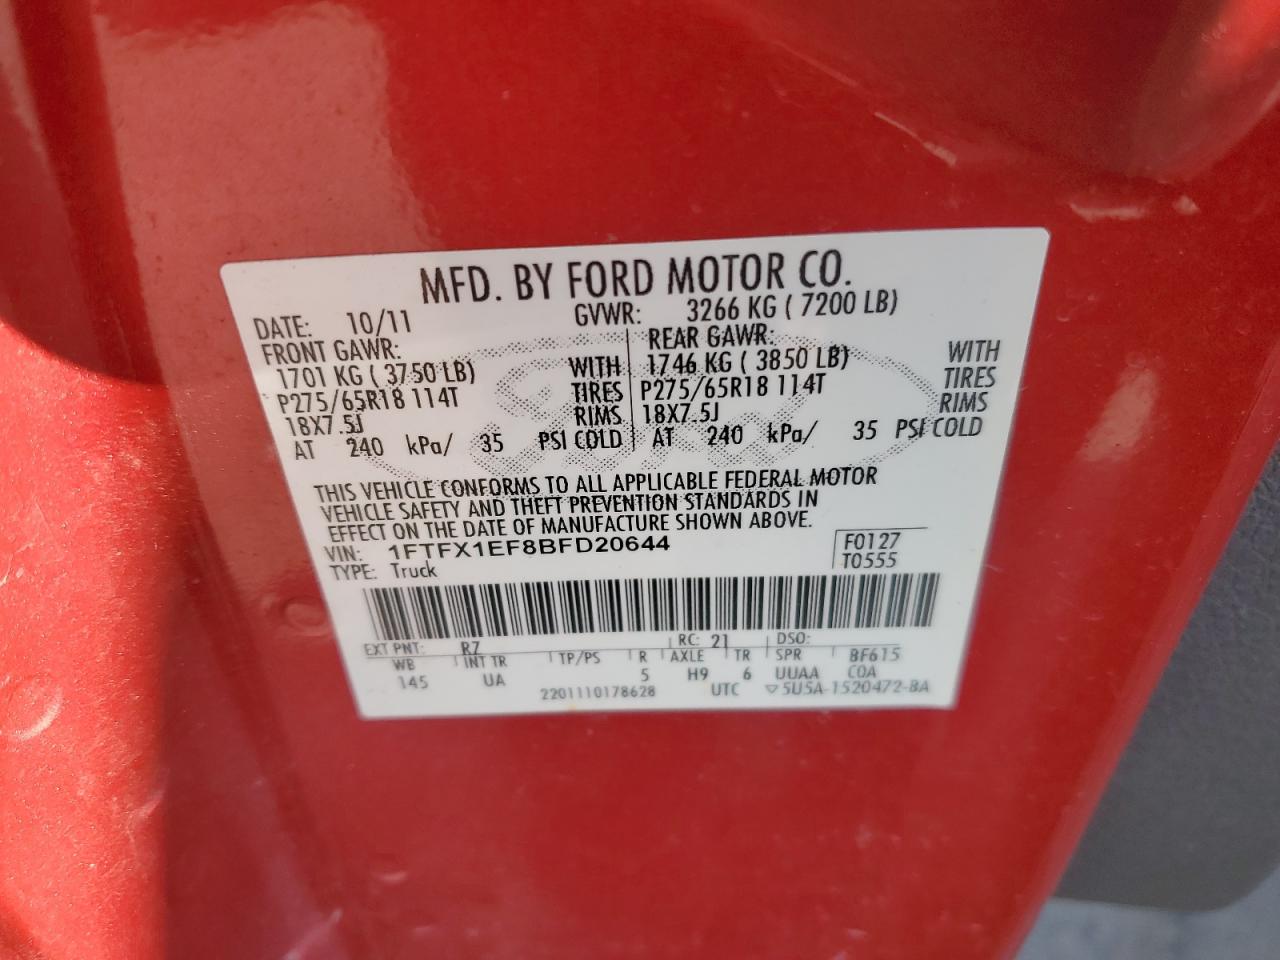 MFD. BY FORD MOTOR CO.
DATE: 10/11 GVWR: 3266 KG ( 7200 LB)
FRONT GAWR: REAR GAWR:
1701 KG ( 3750 LB) WITH 1746 KG ( 3850 LB) WITH
P275/65R18 114T TIRES P275/65R18 114T TIRES
18X7.5J RIMS 18X7.5J RIMS
AT 240 kPa/ 35 PSI COLD AT 240 kPa/ 35 PSI COLD
THIS VEHICLE CONFORMS TO ALL APPLICABLE FEDERAL MOTOR
VEHICLE SAFETY AND THEFT PREVENTION STANDARDS IN
EFFECT ON THE DATE OF MANUFACTURE SHOWN ABOVE.
VIN: 1FTFX1EF8BFD20644 F0127
TYPE: Truck T0555
EXT PNT: RZ RC: 21 DSO:
WB INT TR TP/PS R AXLE TR SPR BF615
145 UA 5 H9 6 UUAA COA
2201110178628 UTC ▽5U5A-1520472-BA